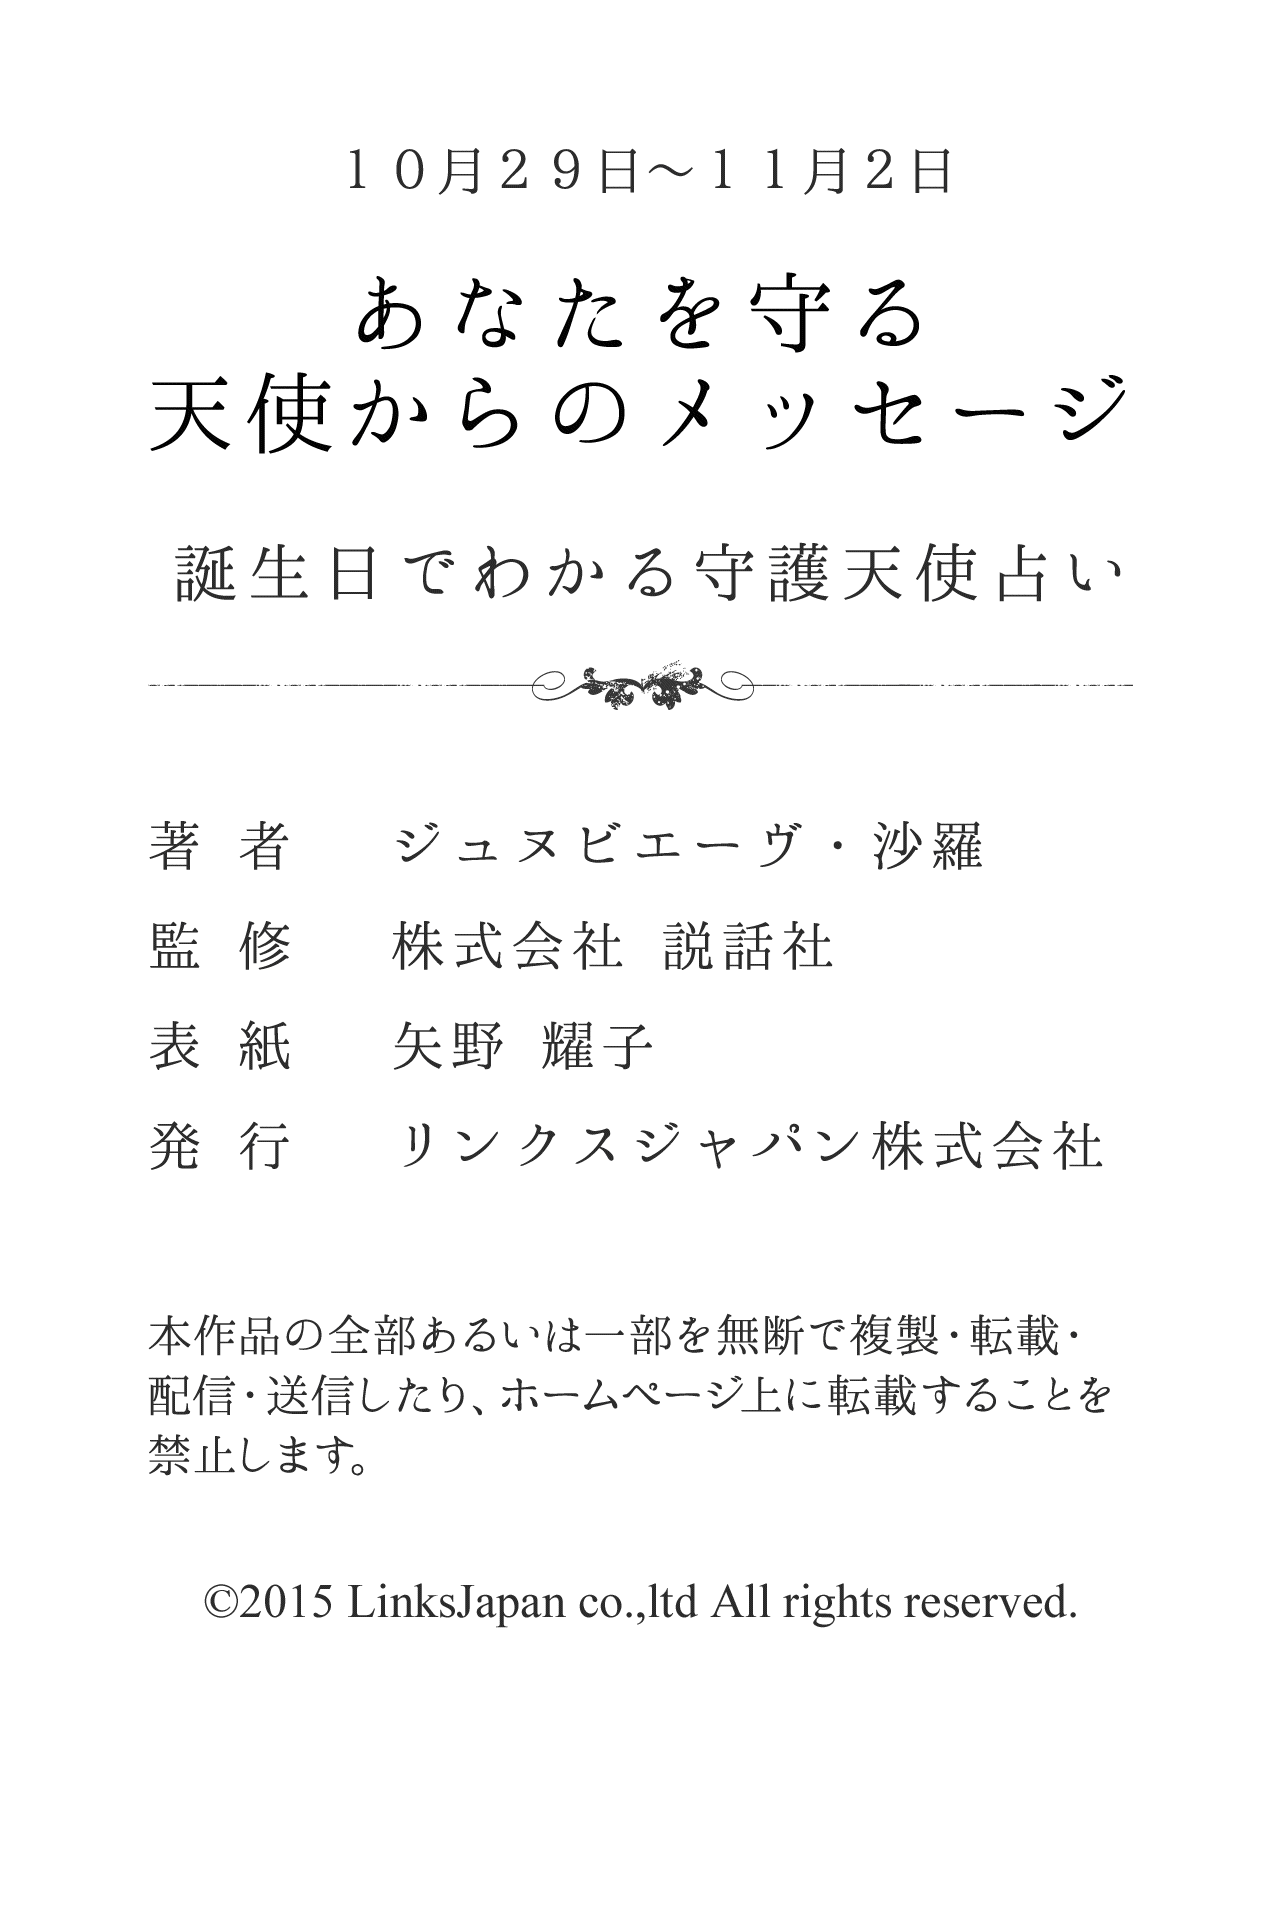 １０月２９日～１１月２日
あなたを守る
天使からのメッセージ
誕生日でわかる守護天使占い
著 者 ジュヌビエーヴ・沙羅
監 修 株式会社 説話社
表 紙 矢野 耀子
発 行 リンクスジャパン株式会社
本作品の全部あるいは一部を無断で複製・転載・
配信・送信したり、ホームページ上に転載することを
禁止します。
©2015 LinksJapan co.,ltd All rights reserved.